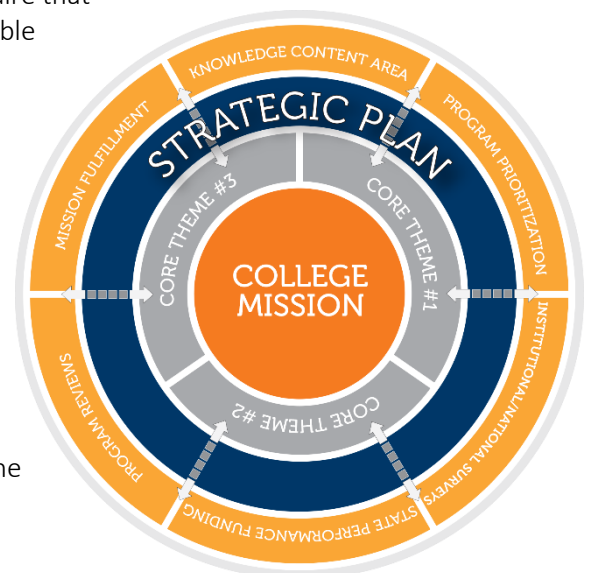 ire that
ble
KNOWLEDGE CONTENT AREA
PROGRAM PRIORITIZATION
INSTITUTIONAL/NATIONAL SURVEYS
STATE PERFORMANCE FUNDING
PROGRAM REVIEWS
MISSION FULFILLMENT
STRATEGIC PLAN
CORE THEME #1
CORE THEME #2
CORE THEME #3
COLLEGE
MISSION
ne